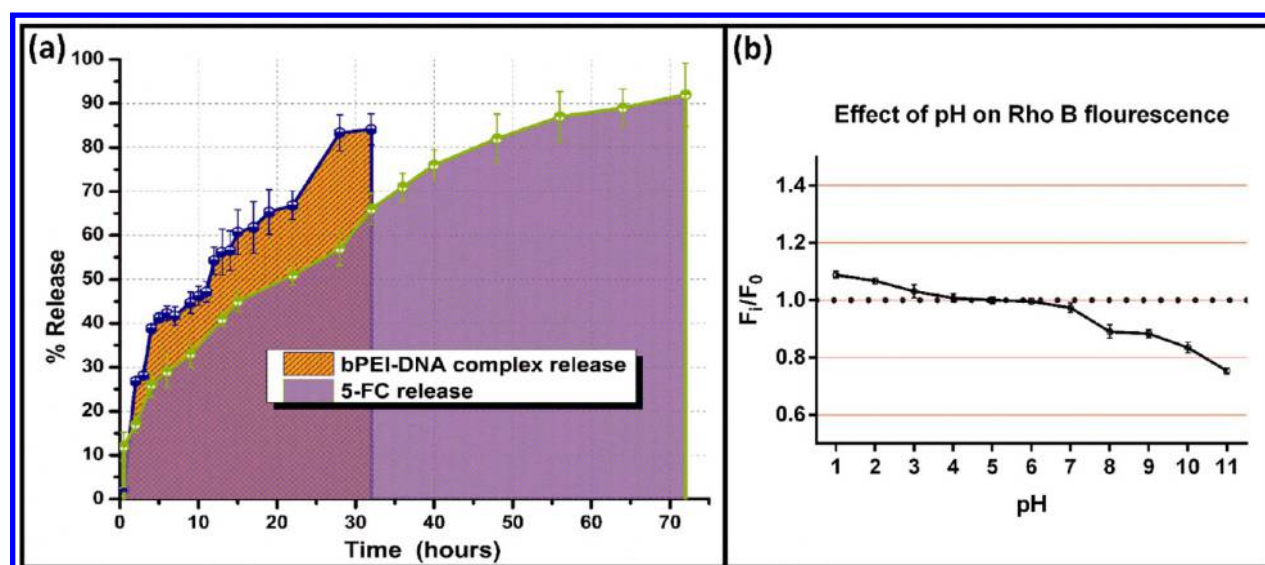 (a)
100
90
80
70
60
50
40
30
20
10
0
% Release
bPEI-DNA complex release
5-FC release
0 10 20 30 40 50 60 70
Time (hours)
(b)
Effect of pH on Rho B flourescence
1.4
1.2
1.0
0.8
0.6
Fi/F0
1 2 3 4 5 6 7 8 9 10 11
pH